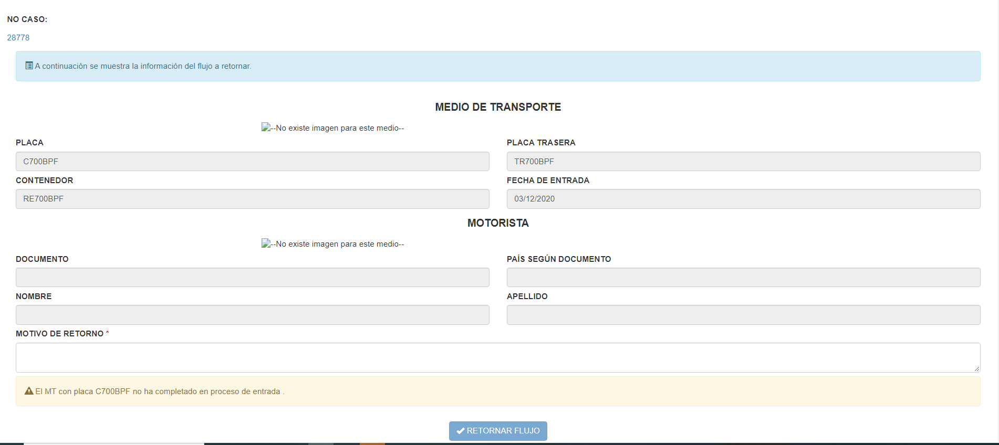 NO CASO:
28778
A continuación se muestra la información del flujo a retornar.
MEDIO DE TRANSPORTE
--No existe imagen para este medio--
PLACA
PLACA TRASERA
C700BPF
TR700BPF
CONTENEDOR
FECHA DE ENTRADA
RE700BPF
03/12/2020
MOTORISTA
--No existe imagen para este medio--
DOCUMENTO
PAÍS SEGÚN DOCUMENTO
NOMBRE
APELLIDO
MOTIVO DE RETORNO *
El MT con placa C700BPF no ha completado en proceso de entrada .
RETORNAR FLUJO